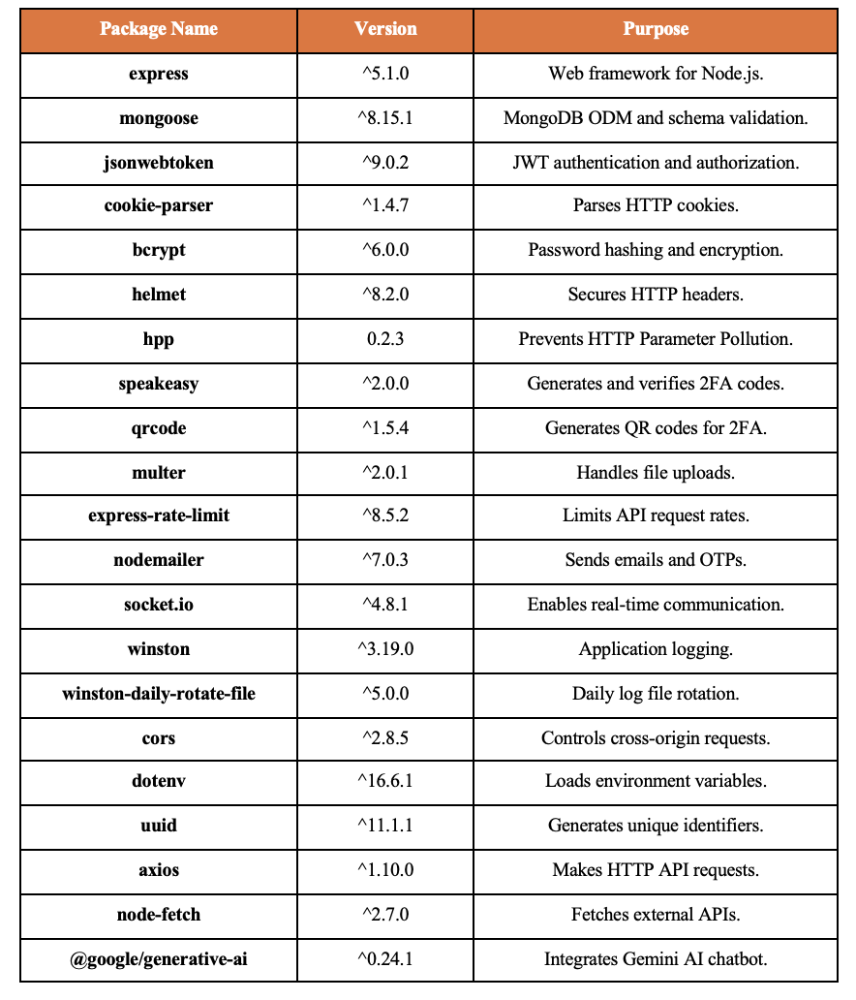 Package Name Version Purpose
express ^5.1.0 Web framework for Node.js.
mongoose ^8.15.1 MongoDB ODM and schema validation.
jsonwebtoken ^9.0.2 JWT authentication and authorization.
cookie-parser ^1.4.7 Parses HTTP cookies.
bcrypt ^6.0.0 Password hashing and encryption.
helmet ^8.2.0 Secures HTTP headers.
hpp 0.2.3 Prevents HTTP Parameter Pollution.
speakeasy ^2.0.0 Generates and verifies 2FA codes.
qrcode ^1.5.4 Generates QR codes for 2FA.
multer ^2.0.1 Handles file uploads.
express-rate-limit ^8.5.2 Limits API request rates.
nodemailer ^7.0.3 Sends emails and OTPs.
socket.io ^4.8.1 Enables real-time communication.
winston ^3.19.0 Application logging.
winston-daily-rotate-file ^5.0.0 Daily log file rotation.
cors ^2.8.5 Controls cross-origin requests.
dotenv ^16.6.1 Loads environment variables.
uuid ^11.1.1 Generates unique identifiers.
axios ^1.10.0 Makes HTTP API requests.
node-fetch ^2.7.0 Fetches external APIs.
@google/generative-ai ^0.24.1 Integrates Gemini AI chatbot.